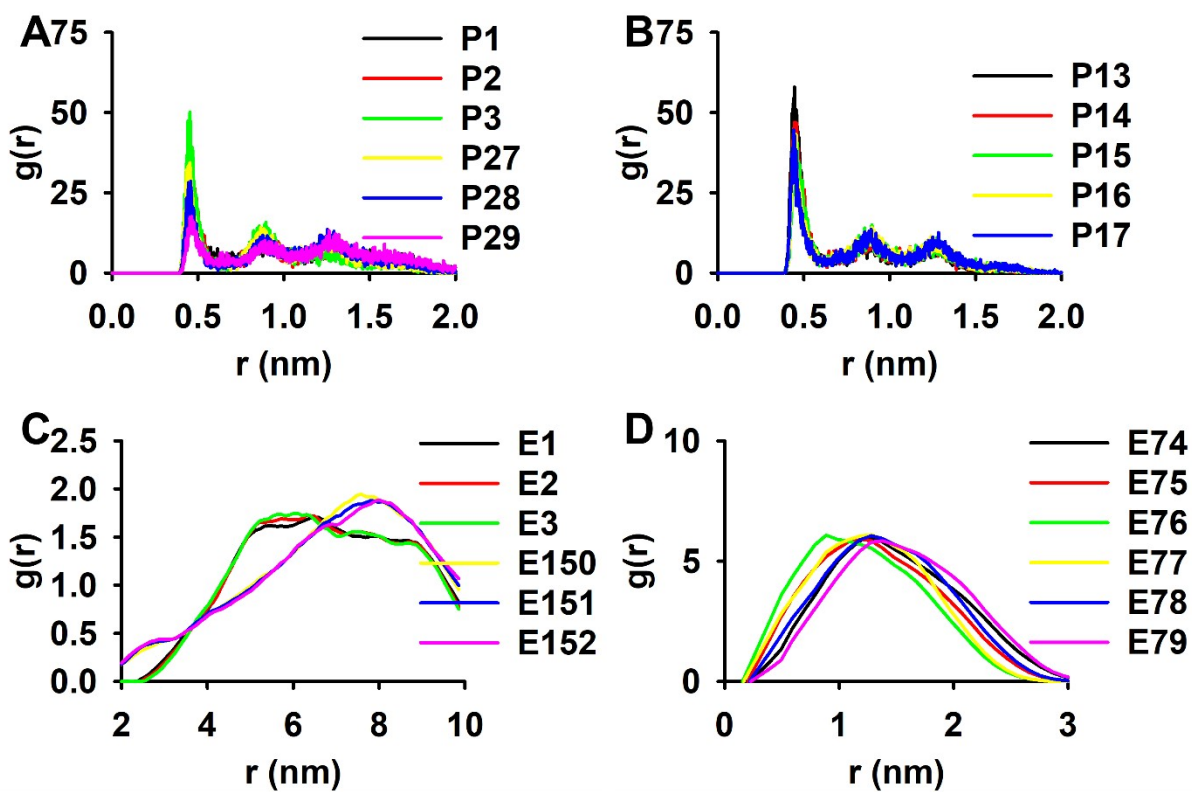 A
75
50
25
0
g(r)
P1
P2
P3
P27
P28
P29
0.0 0.5 1.0 1.5 2.0
r (nm)
B
75
50
25
0
g(r)
P13
P14
P15
P16
P17
0.0 0.5 1.0 1.5 2.0
r (nm)
C
2.5
2.0
1.5
1.0
0.5
0.0
g(r)
E1
E2
E3
E150
E151
E152
2 4 6 8 10
r (nm)
D
10
5
0
g(r)
E74
E75
E76
E77
E78
E79
0 1 2 3
r (nm)